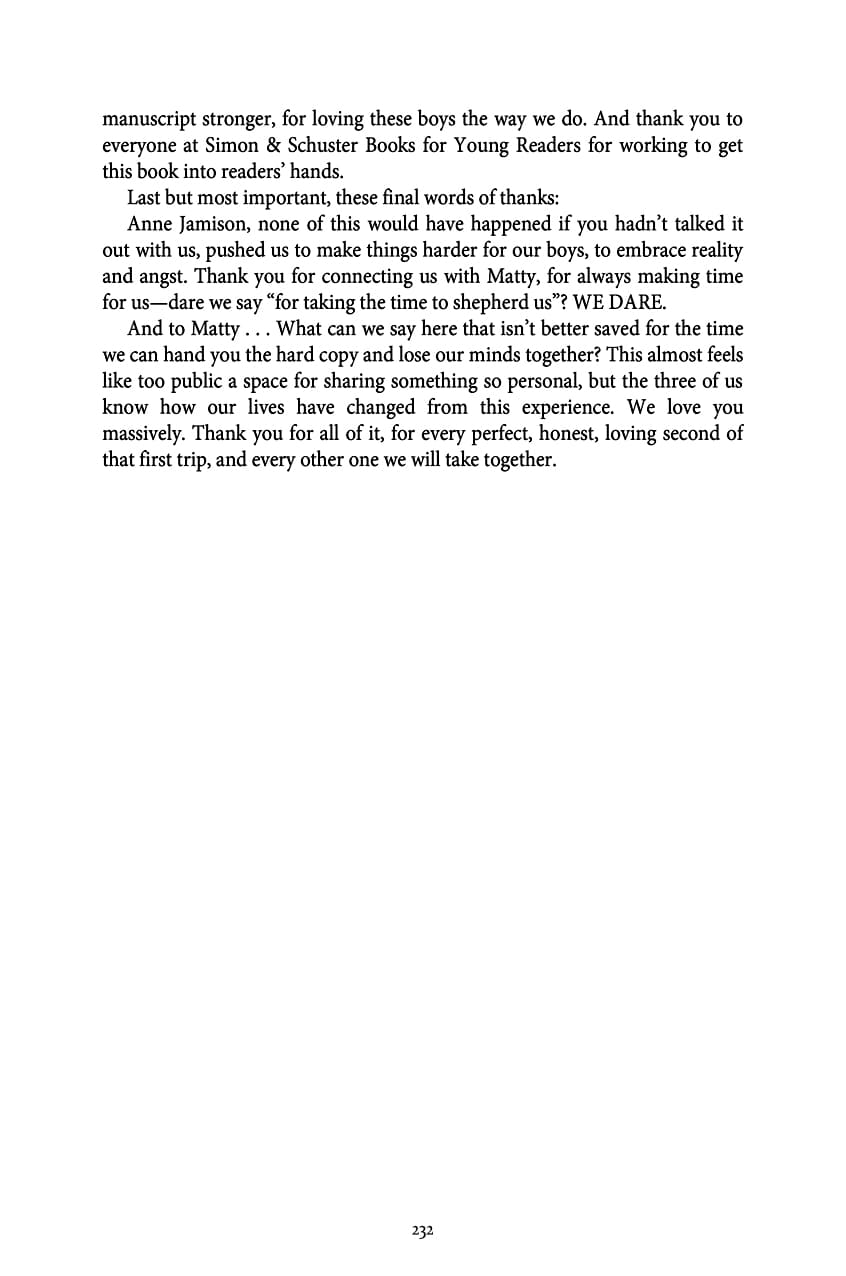 manuscript stronger, for loving these boys the way we do. And thank you to
everyone at Simon & Schuster Books for Young Readers for working to get
this book into readers’ hands.
Last but most important, these final words of thanks:
Anne Jamison, none of this would have happened if you hadn’t talked it
out with us, pushed us to make things harder for our boys, to embrace reality
and angst. Thank you for connecting us with Matty, for always making time
for us—dare we say “for taking the time to shepherd us”? WE DARE.
And to Matty . . . What can we say here that isn’t better saved for the time
we can hand you the hard copy and lose our minds together? This almost feels
like too public a space for sharing something so personal, but the three of us
know how our lives have changed from this experience. We love you
massively. Thank you for all of it, for every perfect, honest, loving second of
that first trip, and every other one we will take together.
232